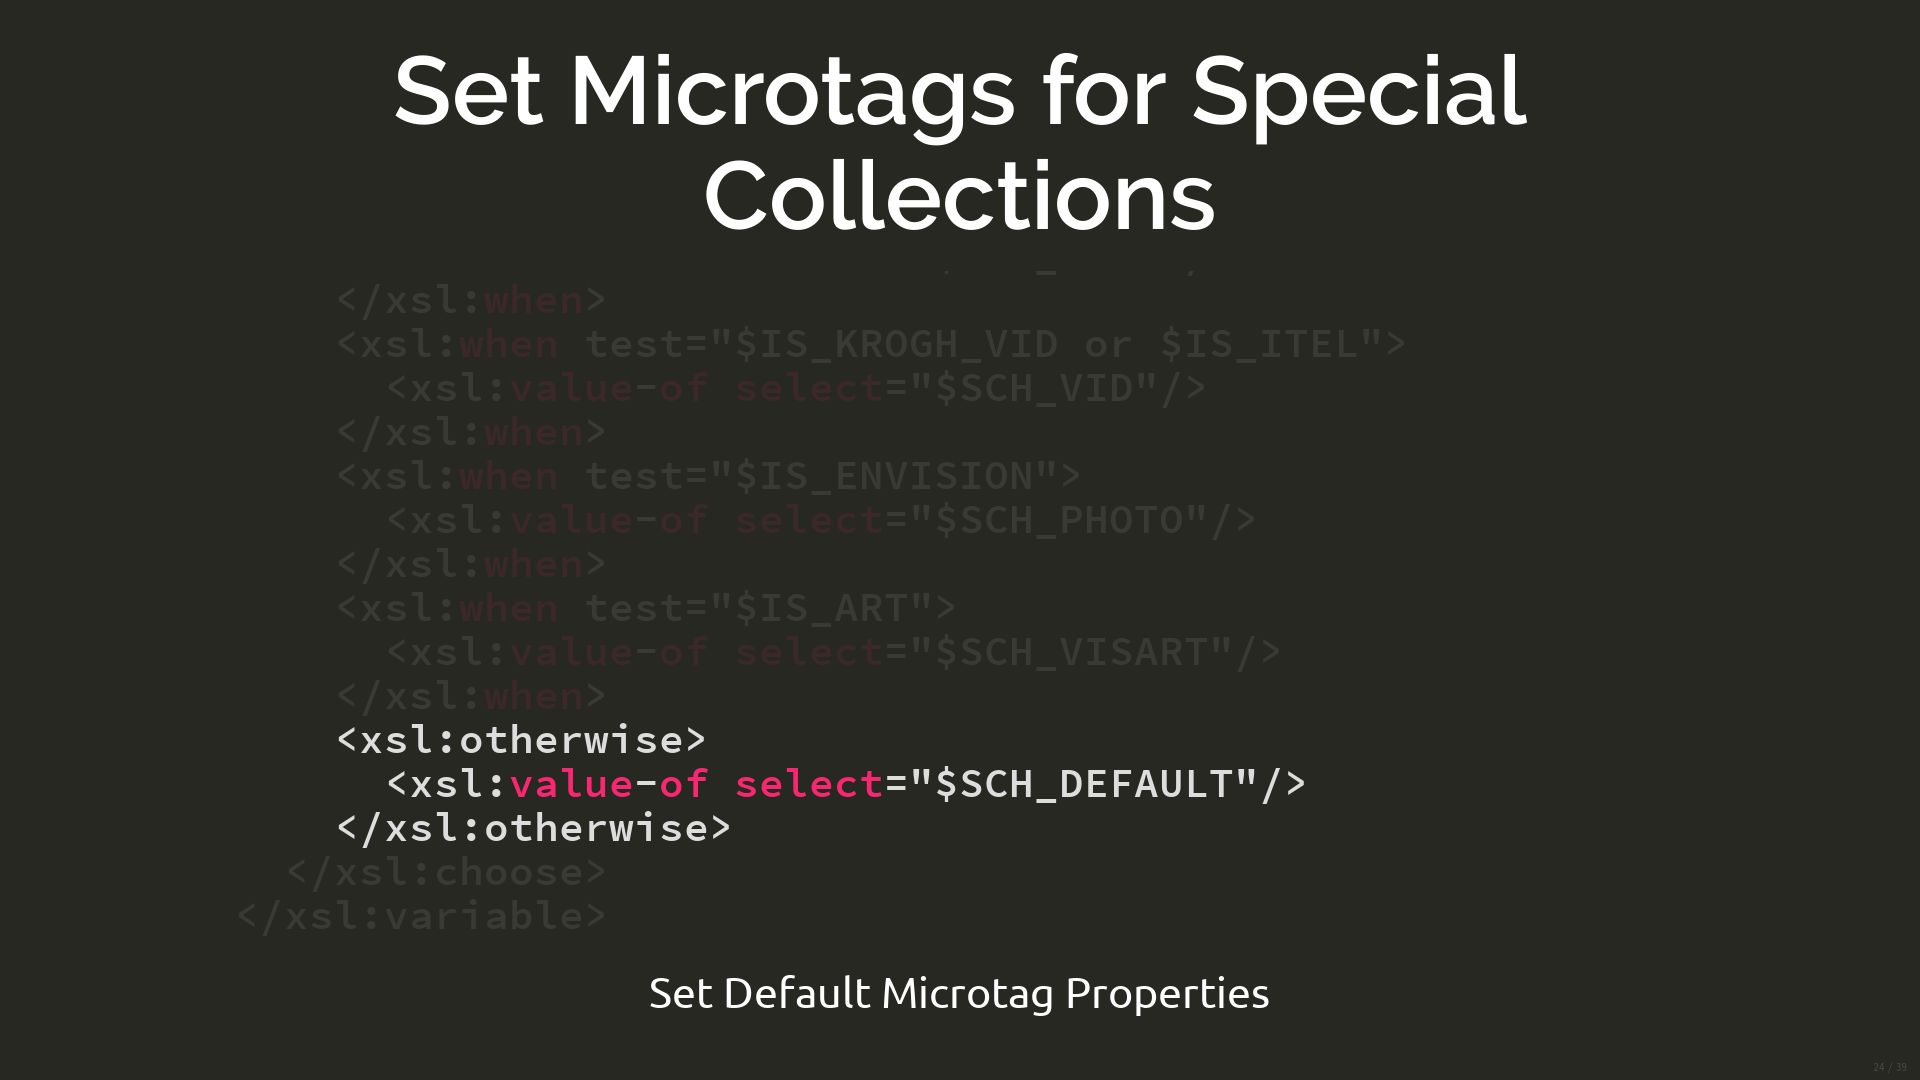 Set Microtags for Special
Collections
</xsl:when>
<xsl:when test="$IS_KROGH_VID or $IS_ITEL">
<xsl:value-of select="$SCH_VID"/>
</xsl:when>
<xsl:when test="$IS_ENVISION">
<xsl:value-of select="$SCH_PHOTO"/>
</xsl:when>
<xsl:when test="$IS_ART">
<xsl:value-of select="$SCH_VISART"/>
</xsl:when>
<xsl:otherwise>
<xsl:value-of select="$SCH_DEFAULT"/>
</xsl:otherwise>
</xsl:choose>
</xsl:variable>
Set Default Microtag Properties
24 / 39